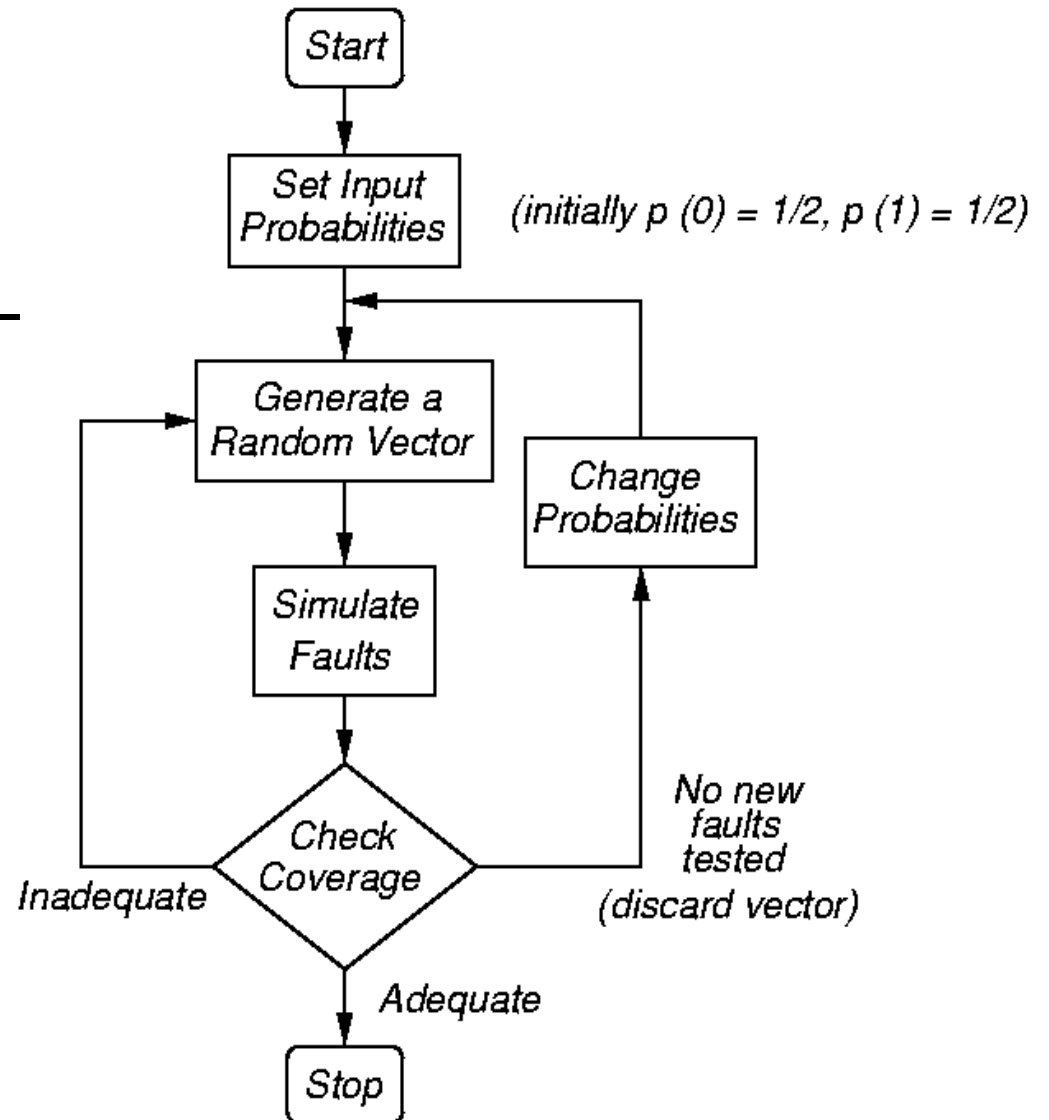 Start
Set Input
Probabilities
(initially p (0) = 1/2, p (1) = 1/2)
Generate a
Random Vector
Change
Probabilities
Simulate
Faults
No new
faults
tested
(discard vector)
Check
Coverage
Inadequate
Adequate
Stop